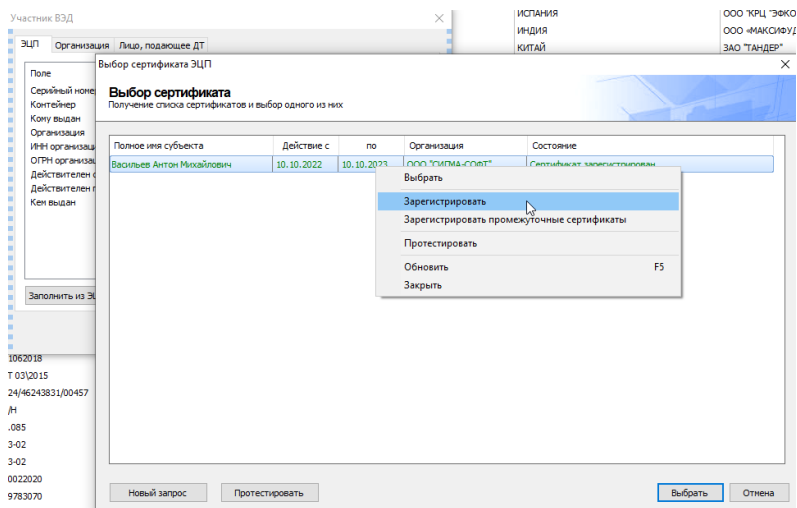 Участник ВЭД
ИСПАНИЯ ООО "КРЦ "ЭФКО
ИНДИЯ ООО «МАКСИФУД
КИТАЙ ЗАО "ТАНДЕР"
ЭЦП Организация Лицо, подающее ДТ
Поле
Серийный номе
Контейнер
Кому выдан
Организация
ИНН организаци
ОГРН организац
Действителен с
Действителен п
Кем выдан
Заполнить из ЭЦ
Выбор сертификата ЭЦП
Выбор сертификата
Получение списка сертификатов и выбор одного из них
Полное имя субъекта Действие с по Организация Состояние
Васильев Антон Михайлович 10.10.2022 10.10.2023 ООО "СИГМА-СОФТ" Сертификат зарегистрирован
Выбрать
Зарегистрировать
Зарегистрировать промежуточные сертификаты
Протестировать
Обновить F5
Закрыть
Новый запрос Протестировать Выбрать Отмена
1062018
Т 03\2015
24/46243831/00457
/Н
.085
3-02
3-02
0022020
9783070